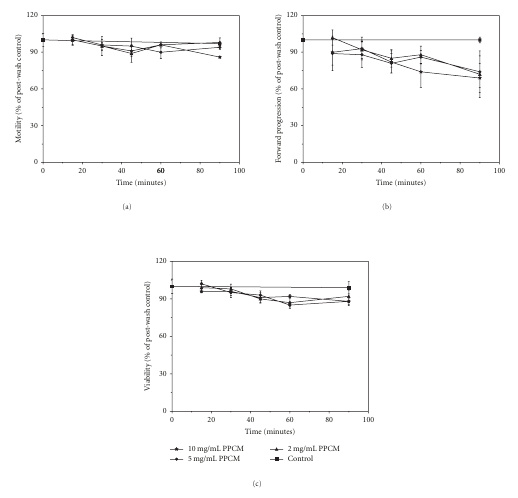 120
90
60
30
0
Motility (% of post-wash control)
0 20 40 60 80 100
Time (minutes)
(a)
120
90
60
30
0
Forward progression (% of post-wash control)
0 20 40 60 80 100
Time (minutes)
(b)
120
90
60
30
0
Viability (% of post-wash control)
0 20 40 60 80 100
Time (minutes)
10 mg/mL PPCM
5 mg/mL PPCM
2 mg/mL PPCM
Control
(c)